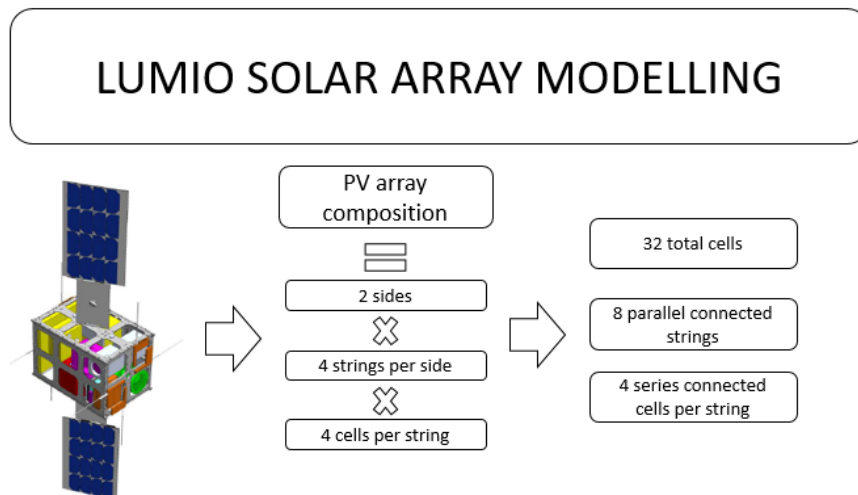 LUMIO SOLAR ARRAY MODELLING
PV array
composition
2 sides
4 strings per side
4 cells per string
32 total cells
8 parallel connected
strings
4 series connected
cells per string